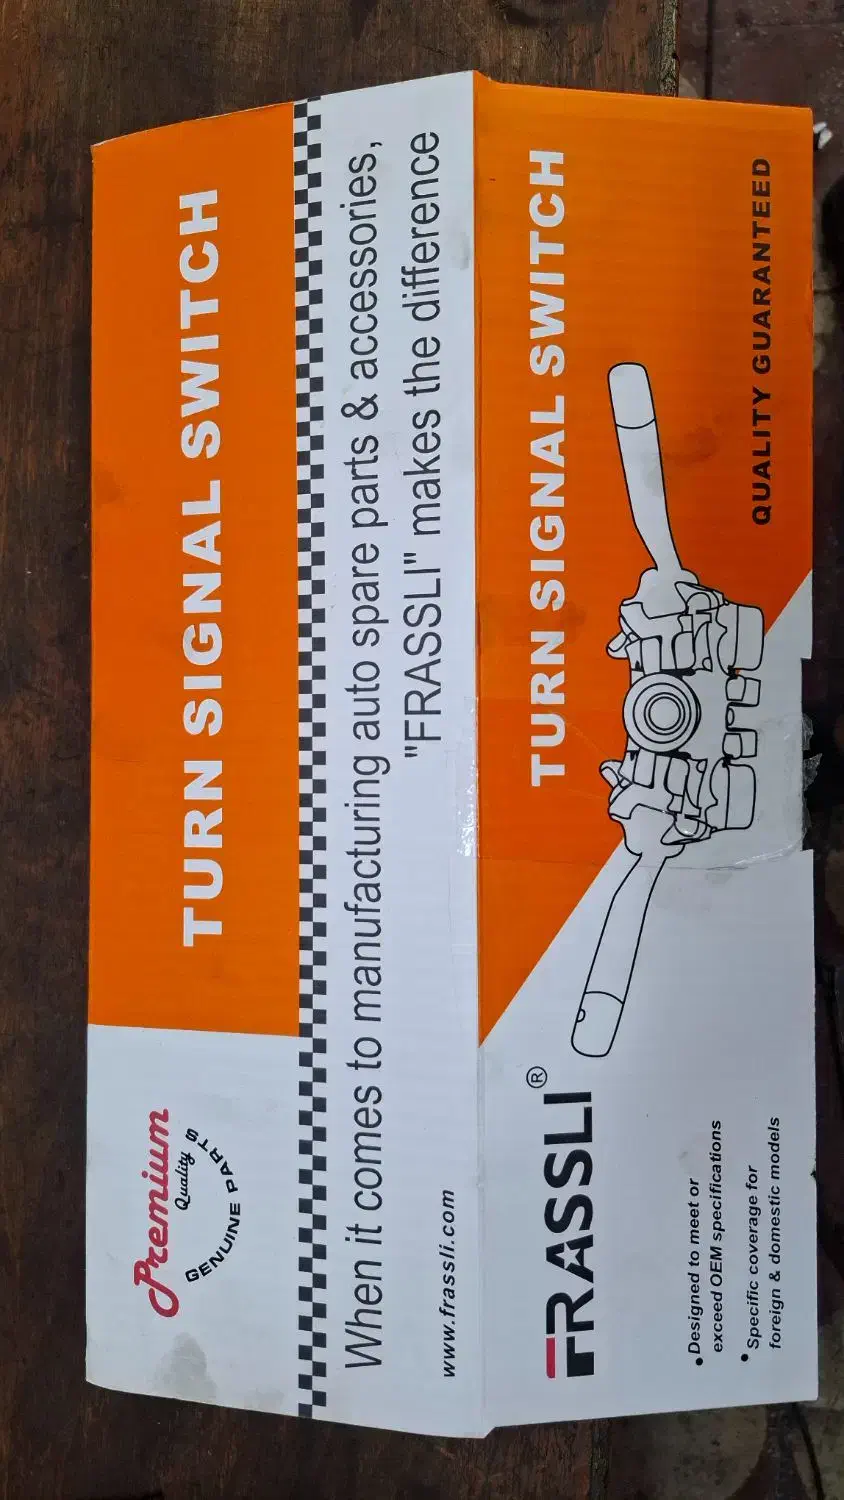 TURN SIGNAL SWITCH
Premium
Quality
GENUINE PARTS
When it comes to manufacturing auto spare parts & accessories,
"FRASSLI" makes the difference
www.frassli.com
TURN SIGNAL SWITCH
QUALITY GUARANTEED
FRASSLI®
• Designed to meet or
exceed OEM specifications
• Specific coverage for
foreign & domestic models